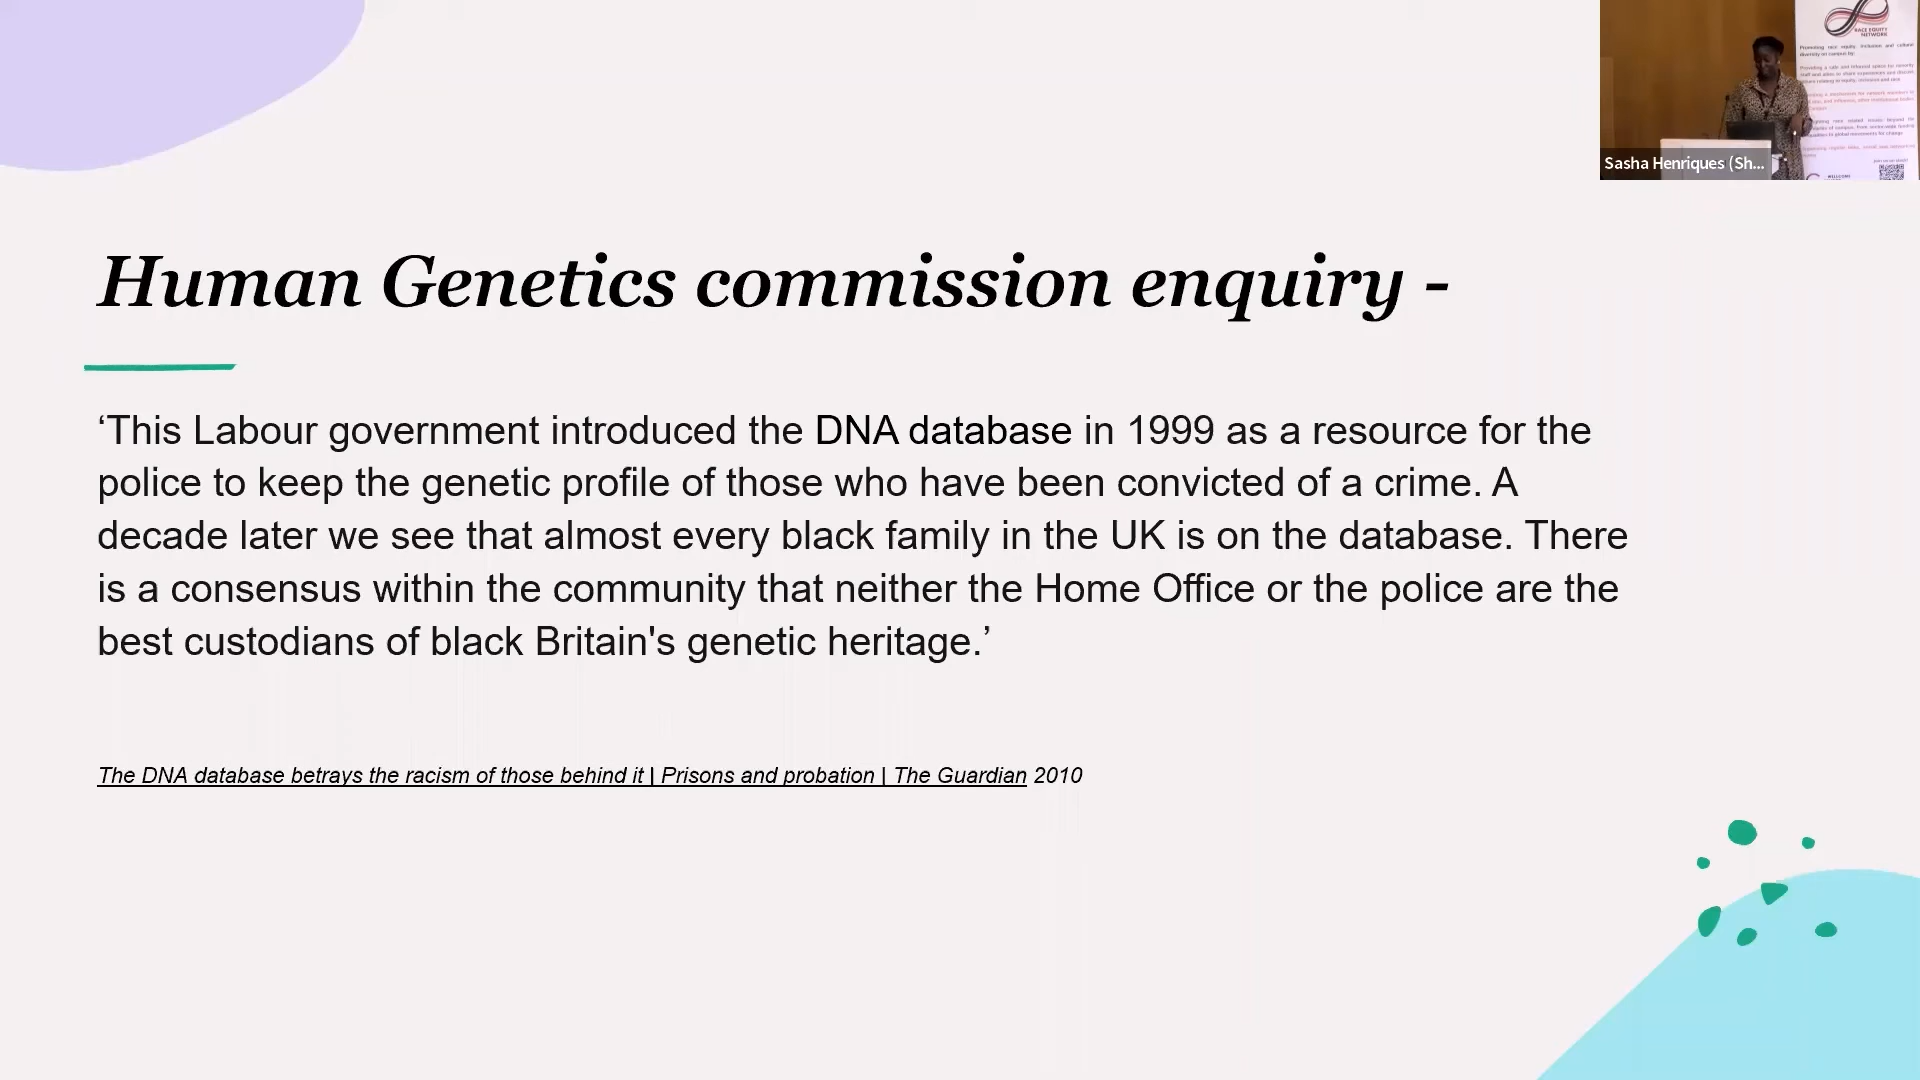 RACE EQUITY
NETWORK
Sasha Henriques (Sh...
Human Genetics commission enquiry -
‘This Labour government introduced the DNA database in 1999 as a resource for the
police to keep the genetic profile of those who have been convicted of a crime. A
decade later we see that almost every black family in the UK is on the database. There
is a consensus within the community that neither the Home Office or the police are the
best custodians of black Britain's genetic heritage.’
The DNA database betrays the racism of those behind it | Prisons and probation | The Guardian 2010